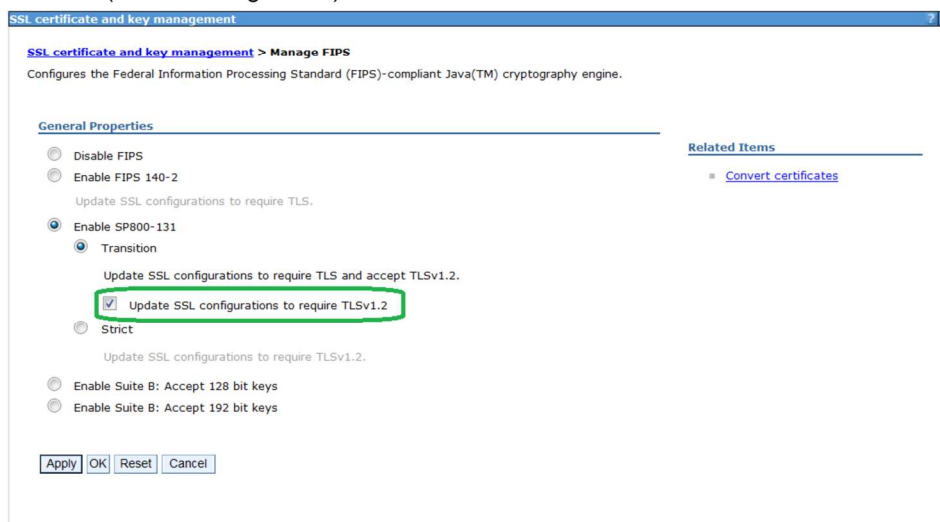 SSL certificate and key management ?
SSL certificate and key management > Manage FIPS
Configures the Federal Information Processing Standard (FIPS)-compliant Java(TM) cryptography engine.
General Properties
Disable FIPS
Enable FIPS 140-2
Update SSL configurations to require TLS.
Enable SP800-131
Transition
Update SSL configurations to require TLS and accept TLSv1.2.
Update SSL configurations to require TLSv1.2
Strict
Update SSL configurations to require TLSv1.2.
Enable Suite B: Accept 128 bit keys
Enable Suite B: Accept 192 bit keys
Apply OK Reset Cancel
Related Items
Convert certificates